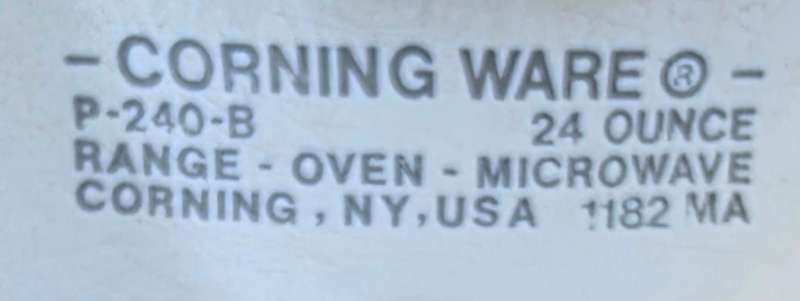 - CORNING WARE® -
P-240-B 24 OUNCE
RANGE - OVEN - MICROWAVE
CORNING, NY, USA 1182 MA